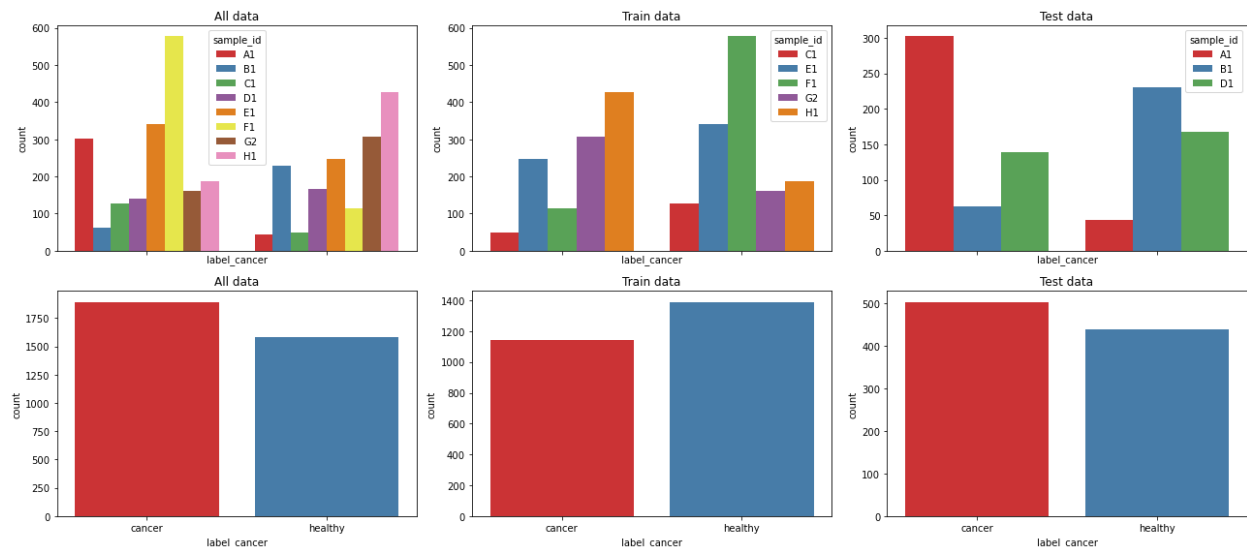 All data
sample_id
A1
B1
C1
D1
E1
F1
G2
H1
600
500
400
300
200
100
0
count
label_cancer
Train data
sample_id
C1
E1
F1
G2
H1
600
500
400
300
200
100
0
count
label_cancer
Test data
sample_id
A1
B1
D1
300
250
200
150
100
50
0
count
label_cancer
All data
1750
1500
1250
1000
750
500
250
0
count
cancer healthy
label_cancer
Train data
1400
1200
1000
800
600
400
200
0
count
cancer healthy
label_cancer
Test data
500
400
300
200
100
0
count
cancer healthy
label_cancer